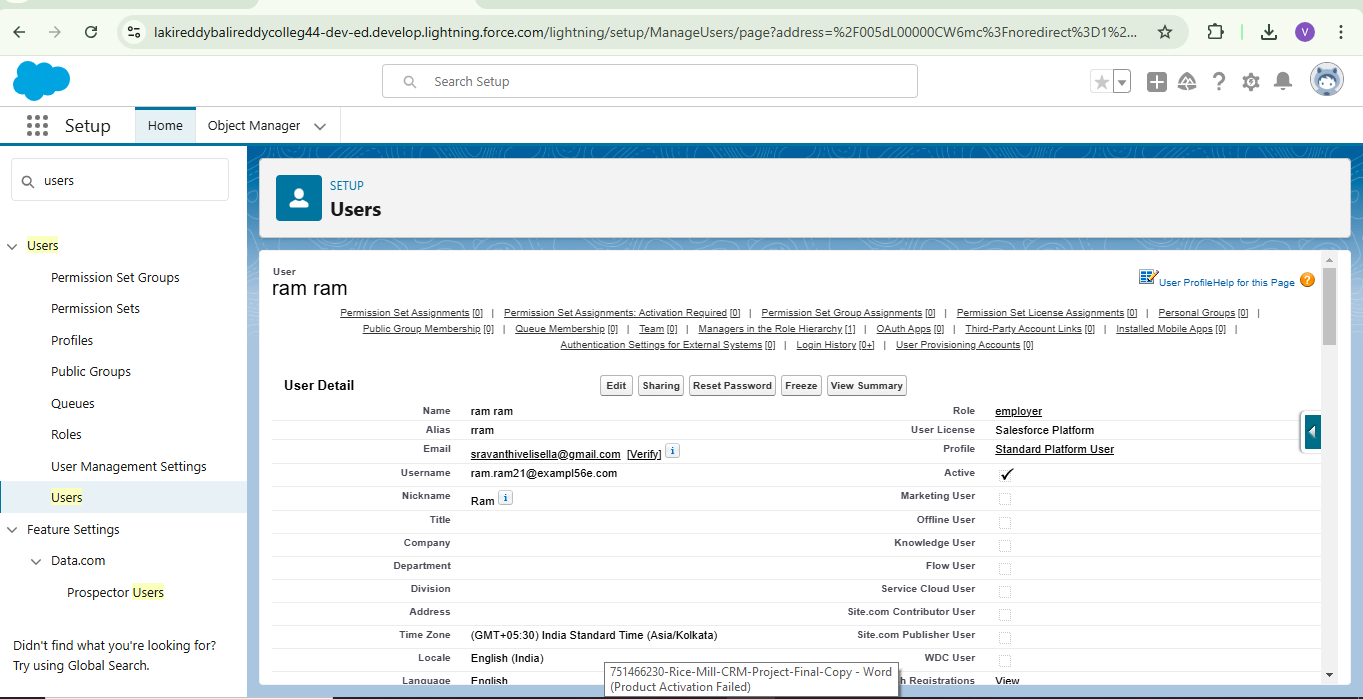 lakireddybalireddycolleg44-dev-ed.develop.lightning.force.com/lightning/setup/ManageUsers/page?address=%2F005dL00000CW6mc%3Fnoredirect%3D1%2...
V
Search Setup
Setup
Home
Object Manager
users
Users
Permission Set Groups
Permission Sets
Profiles
Public Groups
Queues
Roles
User Management Settings
Users
Feature Settings
Data.com
Prospector Users
Didn't find what you're looking for?
Try using Global Search.
SETUP
Users
User
ram ram
User ProfileHelp for this Page ?
Permission Set Assignments [0] | Permission Set Assignments: Activation Required [0] | Permission Set Group Assignments [0] | Permission Set License Assignments [0] | Personal Groups [0] |
Public Group Membership [0] | Queue Membership [0] | Team [0] | Managers in the Role Hierarchy [1] | OAuth Apps [0] | Third-Party Account Links [0] | Installed Mobile Apps [0] |
Authentication Settings for External Systems [0] | Login History [0+] | User Provisioning Accounts [0]
User Detail
Edit Sharing Reset Password Freeze View Summary
Name ram ram Role employer
Alias rram User License Salesforce Platform
Email sravanthivelisella@gmail.com [Verify] i Profile Standard Platform User
Username ram.ram21@exampl56e.com Active
Nickname Ram i Marketing User
Title Offline User
Company Knowledge User
Department Flow User
Division Service Cloud User
Address Site.com Contributor User
Time Zone (GMT+05:30) India Standard Time (Asia/Kolkata) Site.com Publisher User
Locale English (India) WDC User
Language English Registrations View
751466230-Rice-Mill-CRM-Project-Final-Copy - Word
(Product Activation Failed)